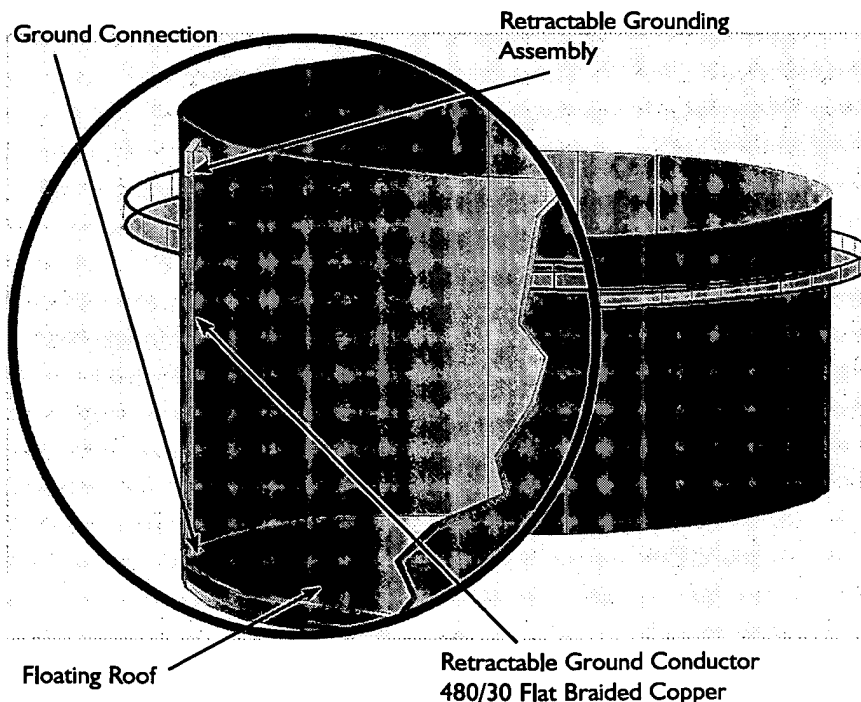 Ground Connection
Retractable Grounding
Assembly
Floating Roof
Retractable Ground Conductor
480/30 Flat Braided Copper